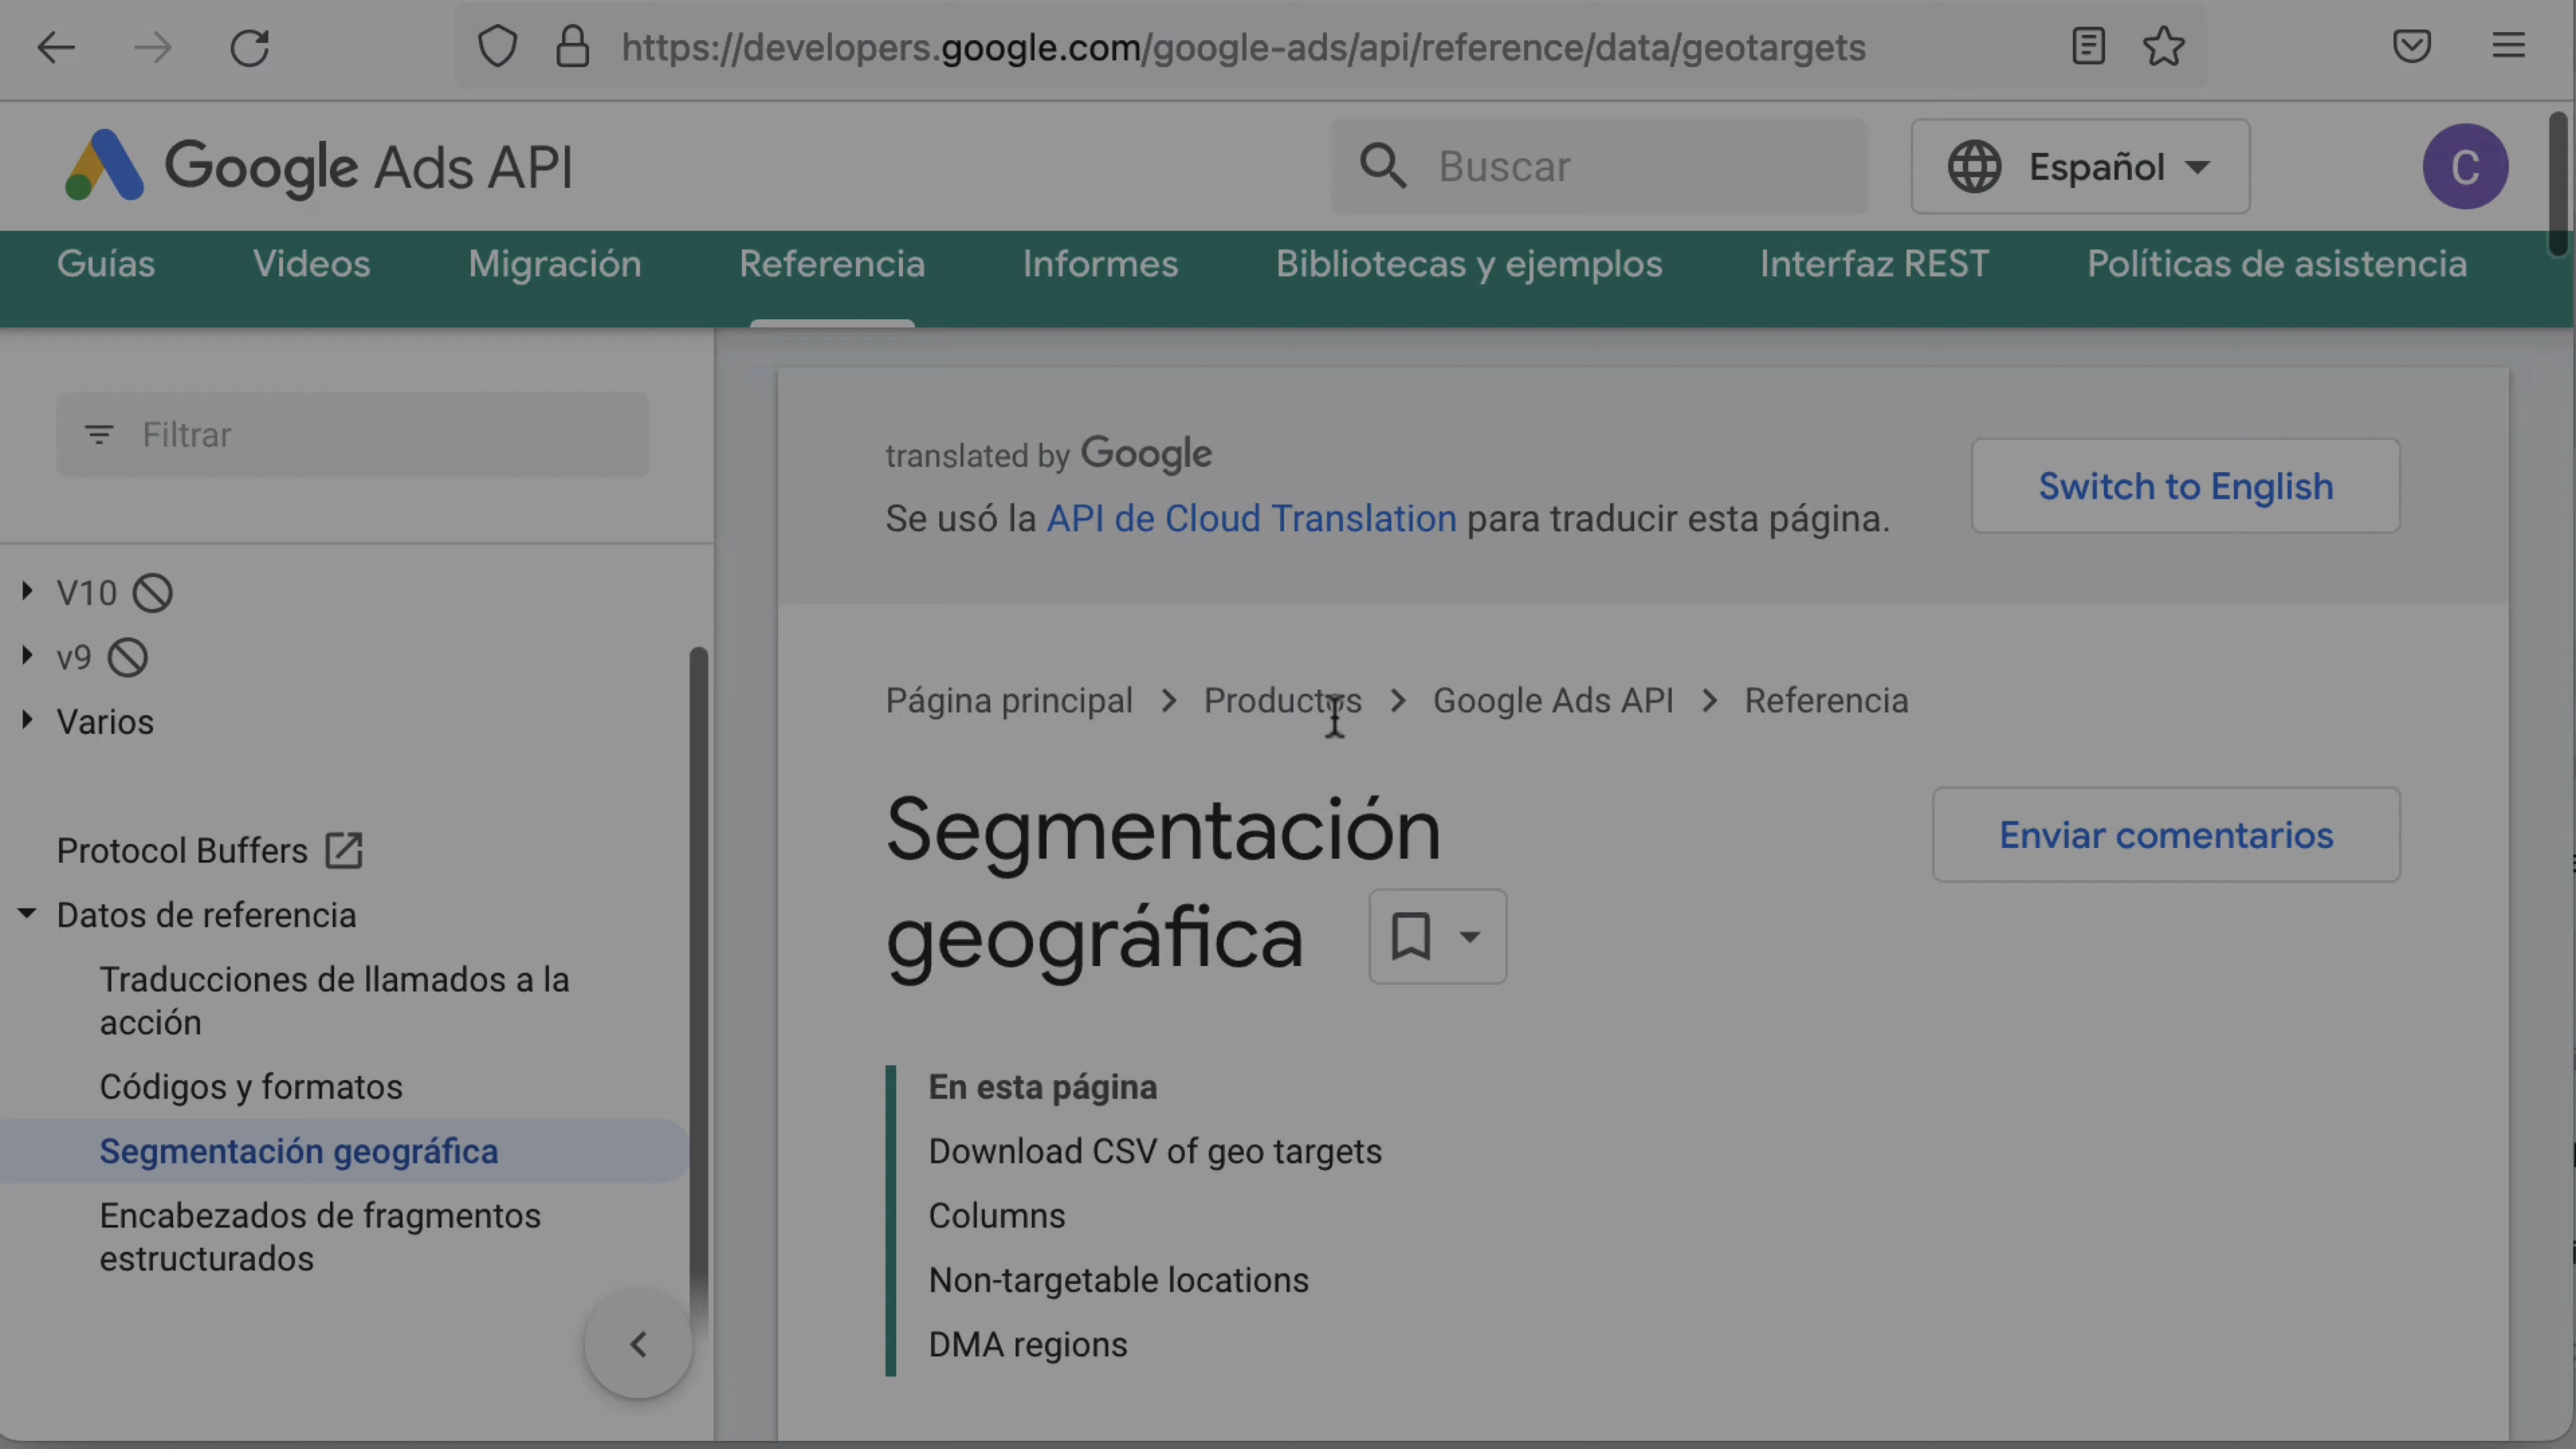 https://developers.google.com/google-ads/api/reference/data/geotargets
Google Ads API
Buscar
Español
C
Guías
Videos
Migración
Referencia
Informes
Bibliotecas y ejemplos
Interfaz REST
Políticas de asistencia
Filtrar
V10
v9
Varios
Protocol Buffers
Datos de referencia
Traducciones de llamados a la
acción
Códigos y formatos
Segmentación geográfica
Encabezados de fragmentos
estructurados
translated by Google
Se usó la API de Cloud Translation para traducir esta página.
Switch to English
Página principal > Productos > Google Ads API > Referencia
Segmentación
geográfica
Enviar comentarios
En esta página
Download CSV of geo targets
Columns
Non-targetable locations
DMA regions